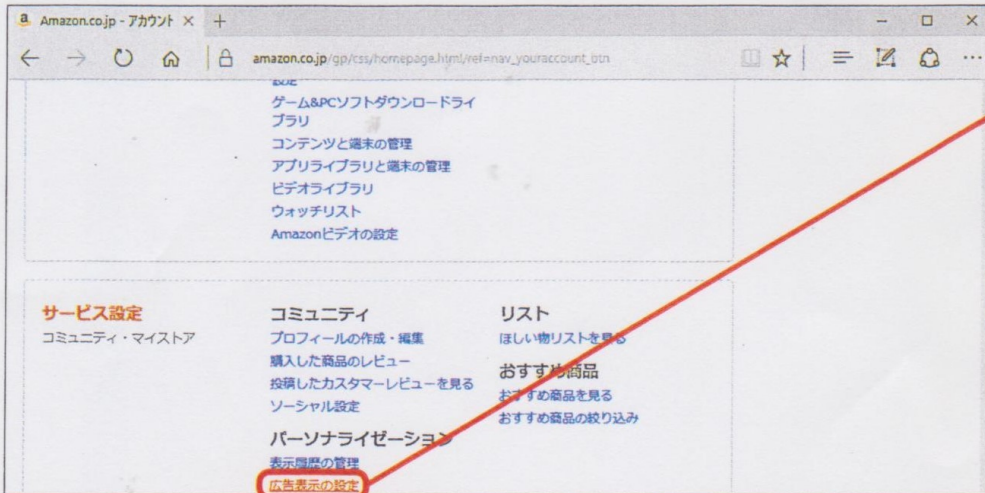 Amazon.co.jp - アカウント
amazon.co.jp/gp/css/homepage.html/ref=nav_youraccount_btn
設定
ゲーム&PCソフトダウンロードライ
ブラリ
コンテンツと端末の管理
アプリライブラリと端末の管理
ビデオライブラリ
ウォッチリスト
Amazonビデオの設定
サービス設定
コミュニティ・マイストア
コミュニティ
プロフィールの作成・編集
購入した商品のレビュー
投稿したカスタマーレビューを見る
ソーシャル設定
パーソナライゼーション
表示履歴の管理
広告表示の設定
リスト
ほしい物リストを見る
おすすめ商品
おすすめ商品を見る
おすすめ商品の絞り込み